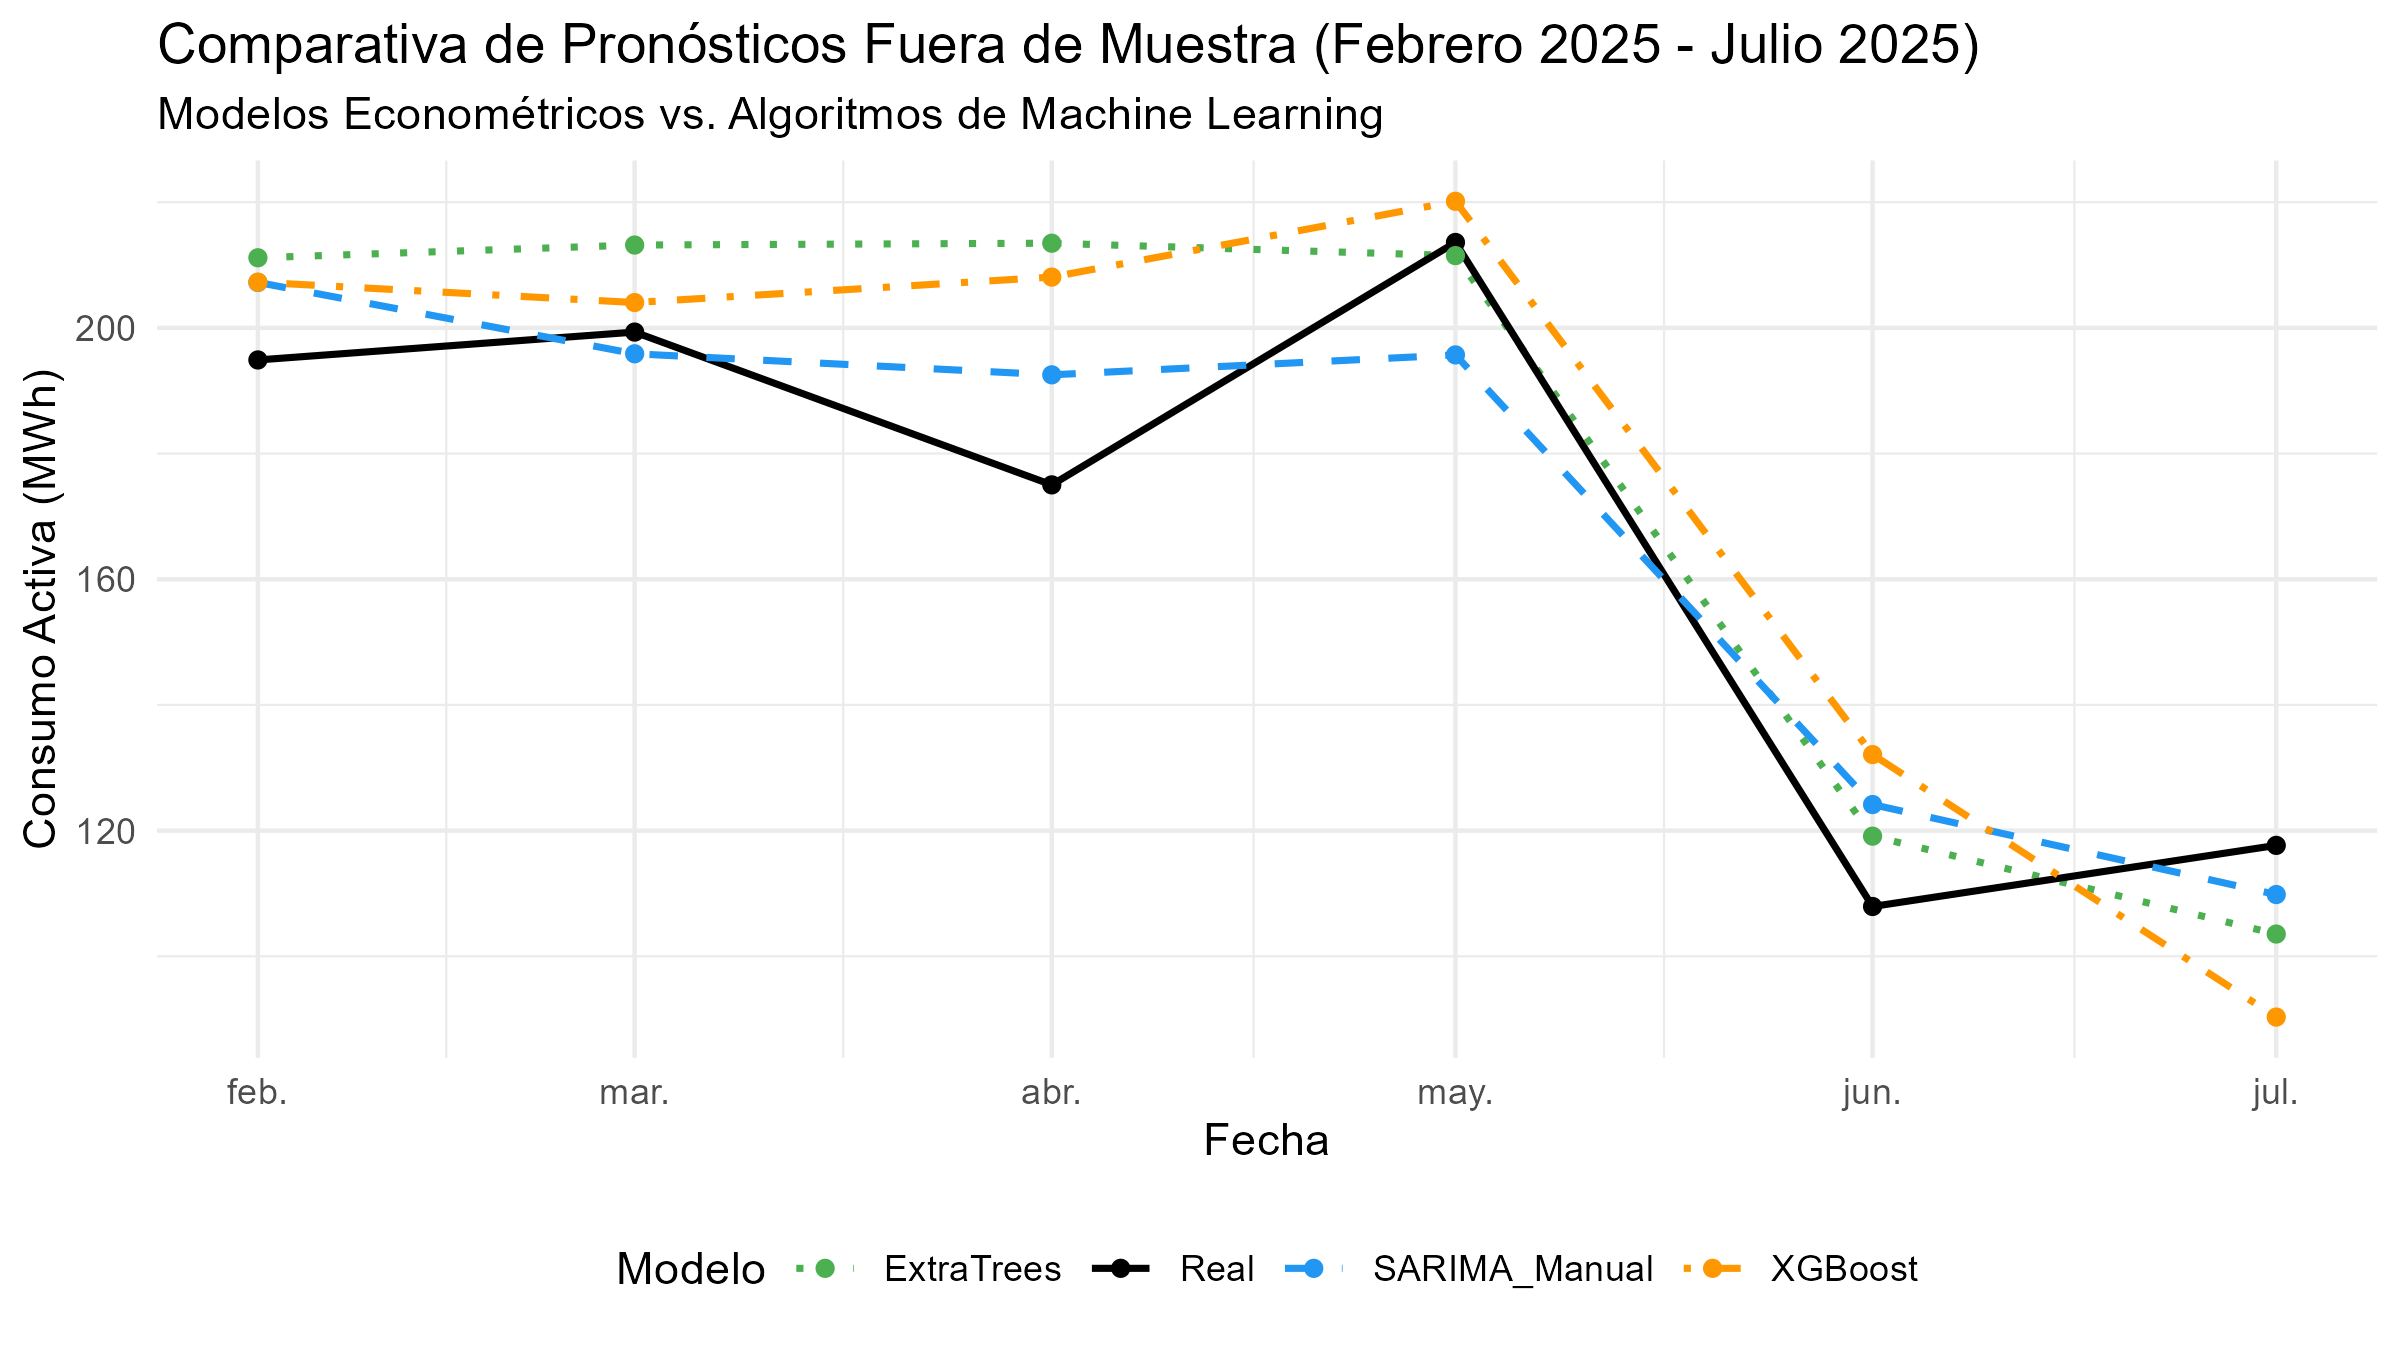 Comparativa de Pronósticos Fuera de Muestra (Febrero 2025 - Julio 2025)
Modelos Econométricos vs. Algoritmos de Machine Learning
Consumo Activa (MWh)
200
160
120
feb. mar. abr. may. jun. jul.
Fecha
Modelo ExtraTrees Real SARIMA_Manual XGBoost